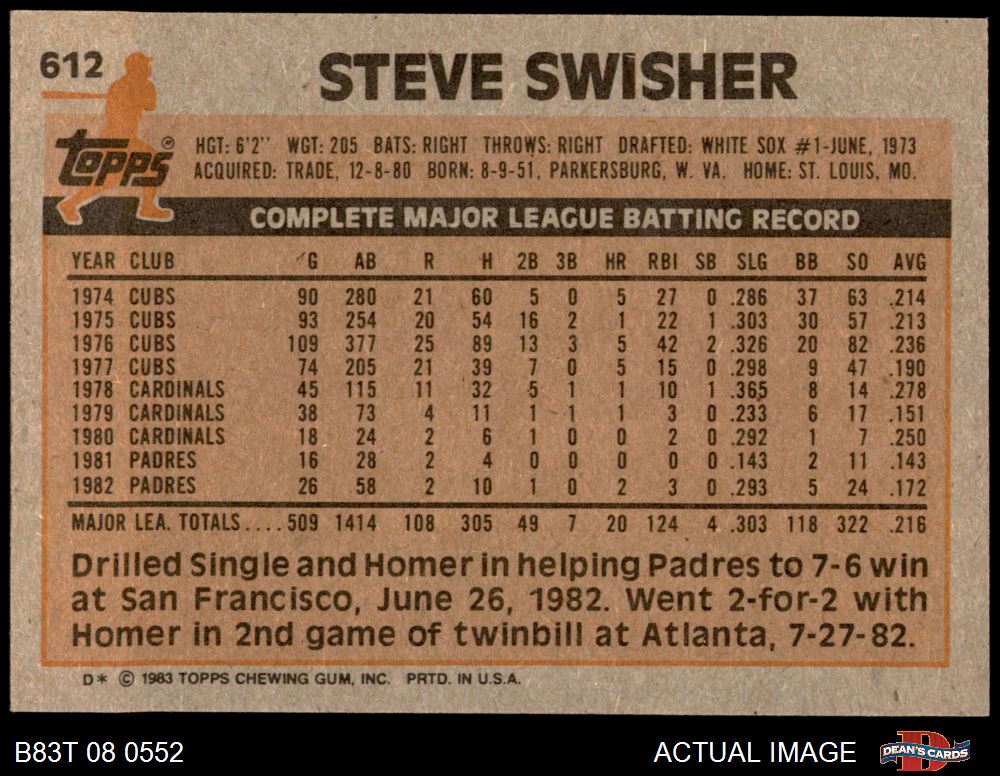 612
STEVE SWISHER
Topps®
HGT: 6'2" WGT: 205 BATS: RIGHT THROWS: RIGHT DRAFTED: WHITE SOX #1-JUNE, 1973
ACQUIRED: TRADE, 12-8-80 BORN: 8-9-51, PARKERSBURG, W. VA. HOME: ST. LOUIS, MO.
COMPLETE MAJOR LEAGUE BATTING RECORD
YEAR CLUB G AB R H 2B 3B HR RBI SB SLG BB SO AVG
1974 CUBS 90 280 21 60 5 0 5 27 0 .286 37 63 .214
1975 CUBS 93 254 20 54 16 2 1 22 1 .303 30 57 .213
1976 CUBS 109 377 25 89 13 3 5 42 2 .326 20 82 .236
1977 CUBS 74 205 21 39 7 0 5 15 0 .298 9 47 .190
1978 CARDINALS 45 115 11 32 5 1 1 10 1 .365 8 14 .278
1979 CARDINALS 38 73 4 11 1 1 1 3 0 .233 6 17 .151
1980 CARDINALS 18 24 2 6 1 0 0 2 0 .292 1 7 .250
1981 PADRES 16 28 2 4 0 0 0 0 0 .143 2 11 .143
1982 PADRES 26 58 2 10 1 0 2 3 0 .293 5 24 .172
MAJOR LEA. TOTALS....509 1414 108 305 49 7 20 124 4 .303 118 322 .216
Drilled Single and Homer in helping Padres to 7-6 win
at San Francisco, June 26, 1982. Went 2-for-2 with
Homer in 2nd game of twinbill at Atlanta, 7-27-82.
D* © 1983 TOPPS CHEWING GUM, INC. PRTD. IN U.S.A.
B83T 08 0552
ACTUAL IMAGE
D
DEAN'S CARDS